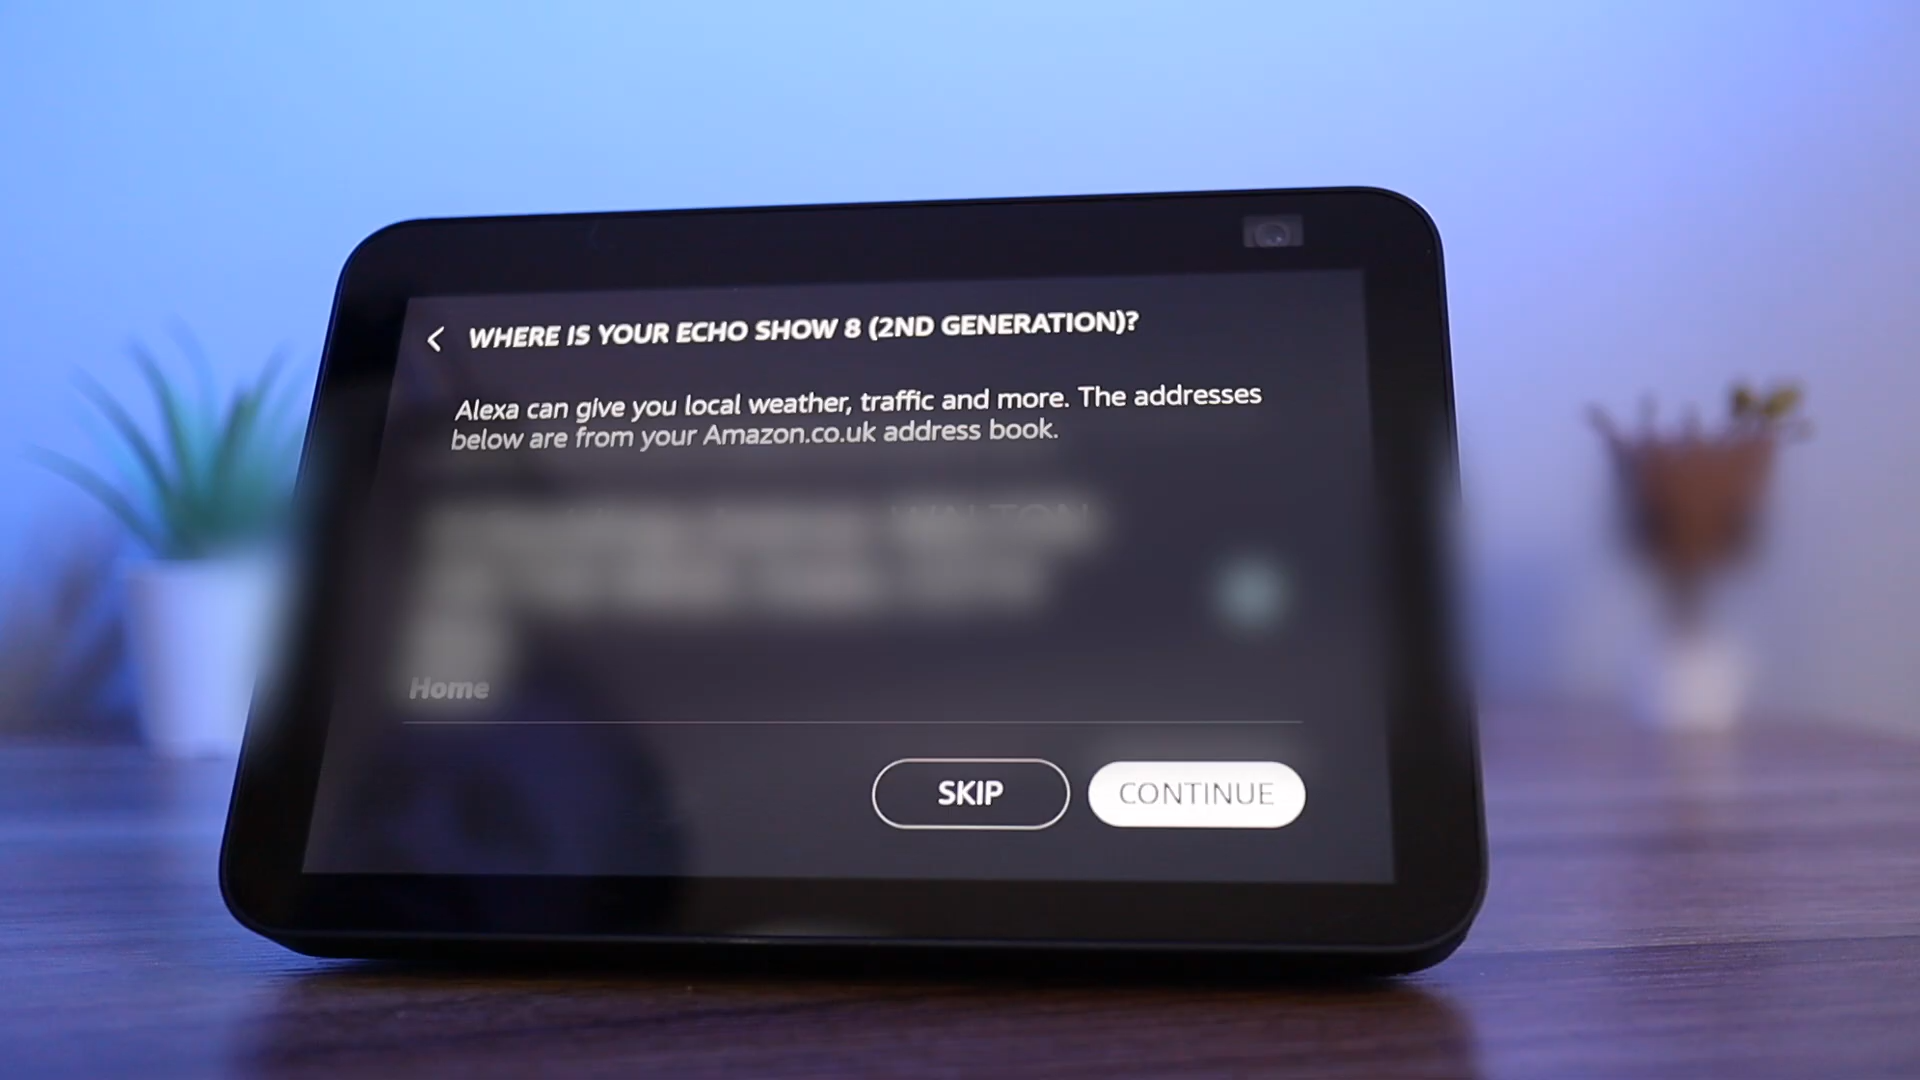 WHERE IS YOUR ECHO SHOW 8 (2ND GENERATION)?
Alexa can give you local weather, traffic and more. The addresses
below are from your Amazon.co.uk address book.
Home
SKIP
CONTINUE